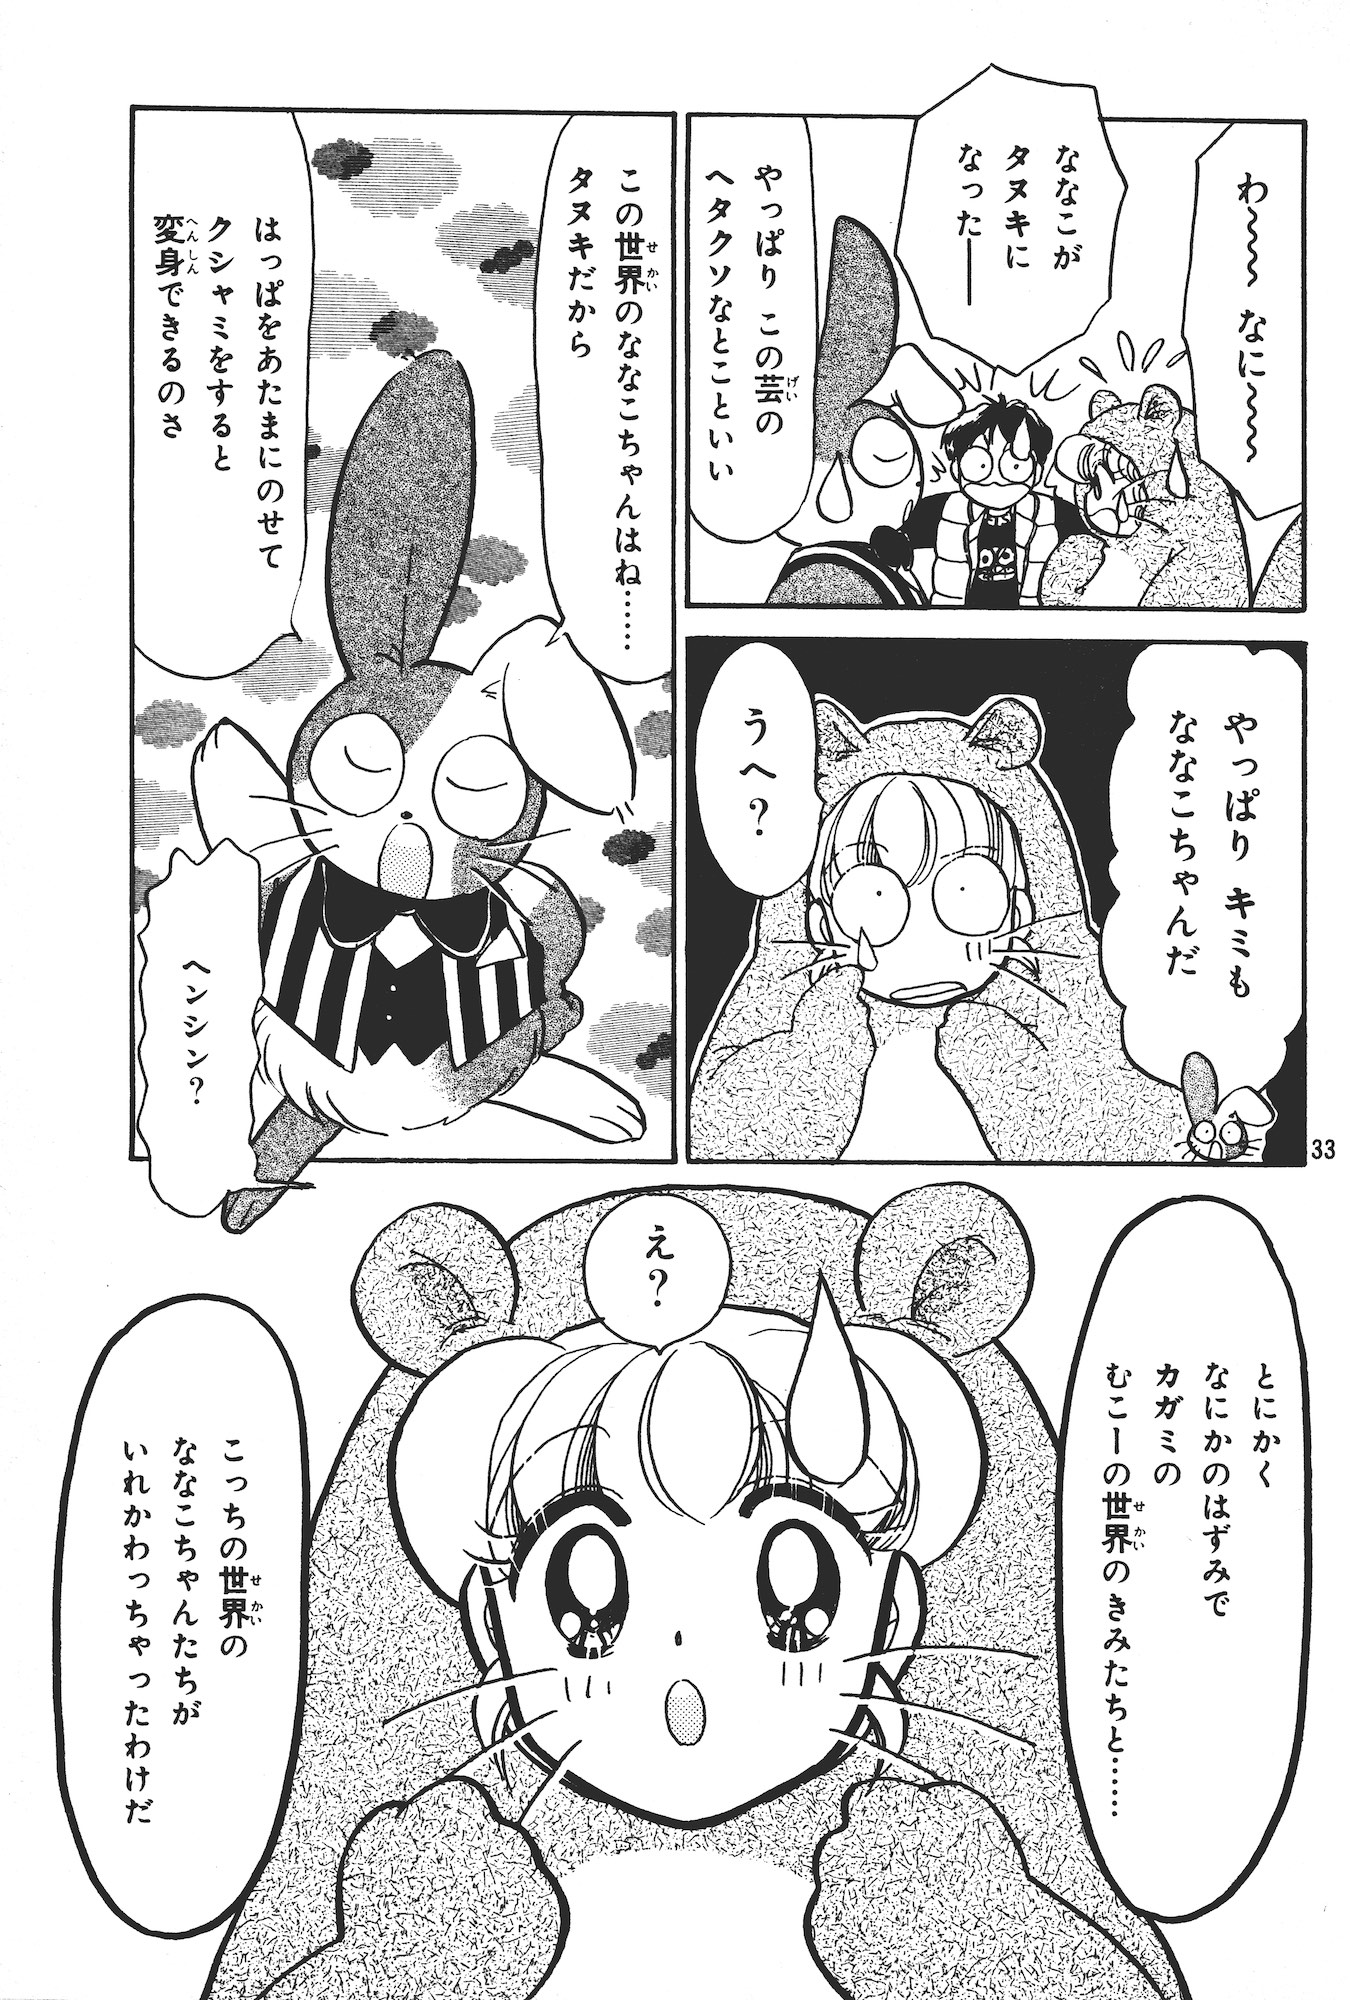 わ〜〜〜 なに〜〜〜
ななこが
タヌキに
なったーー
やっぱり この芸の
ヘタクソなとこといい
やっぱり キミも
ななこちゃんだ
うへ?
この世界のななこちゃんはね……
タヌキだから
はっぱをあたまにのせて
クシャミをすると
変身できるのさ
ヘンシン?
とにかく
なにかのはずみで
カガミの
むこーの世界のきみたちと……
え?
こっちの世界の
ななこちゃんたちが
いれかわっちゃったわけだ
33